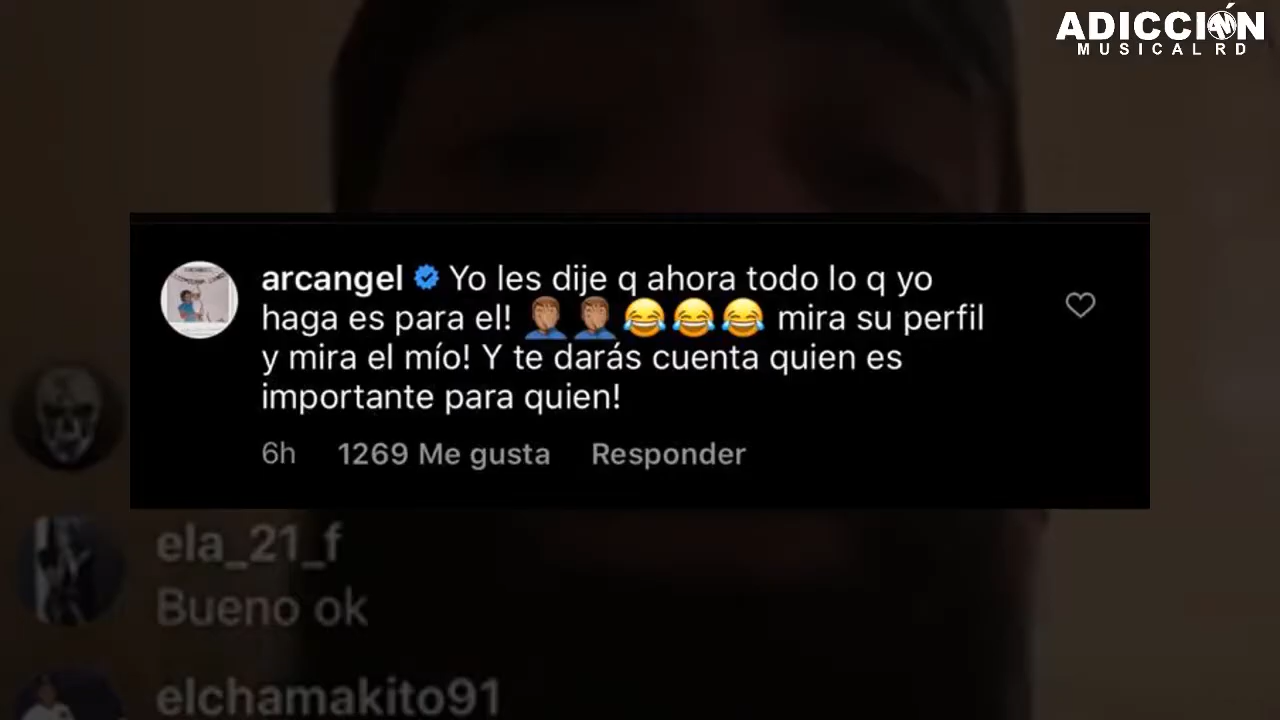 ADICCIÓN
MUSICAL RD
arcangel Yo les dije q ahora todo lo q yo
haga es para el! 🤦🏽‍♂️🤦🏽‍♂️😂😂😂 mira su perfil
y mira el mío! Y te darás cuenta quien es
importante para quien!
6h 1269 Me gusta Responder
ela_21_f
Bueno ok
elchamakito91